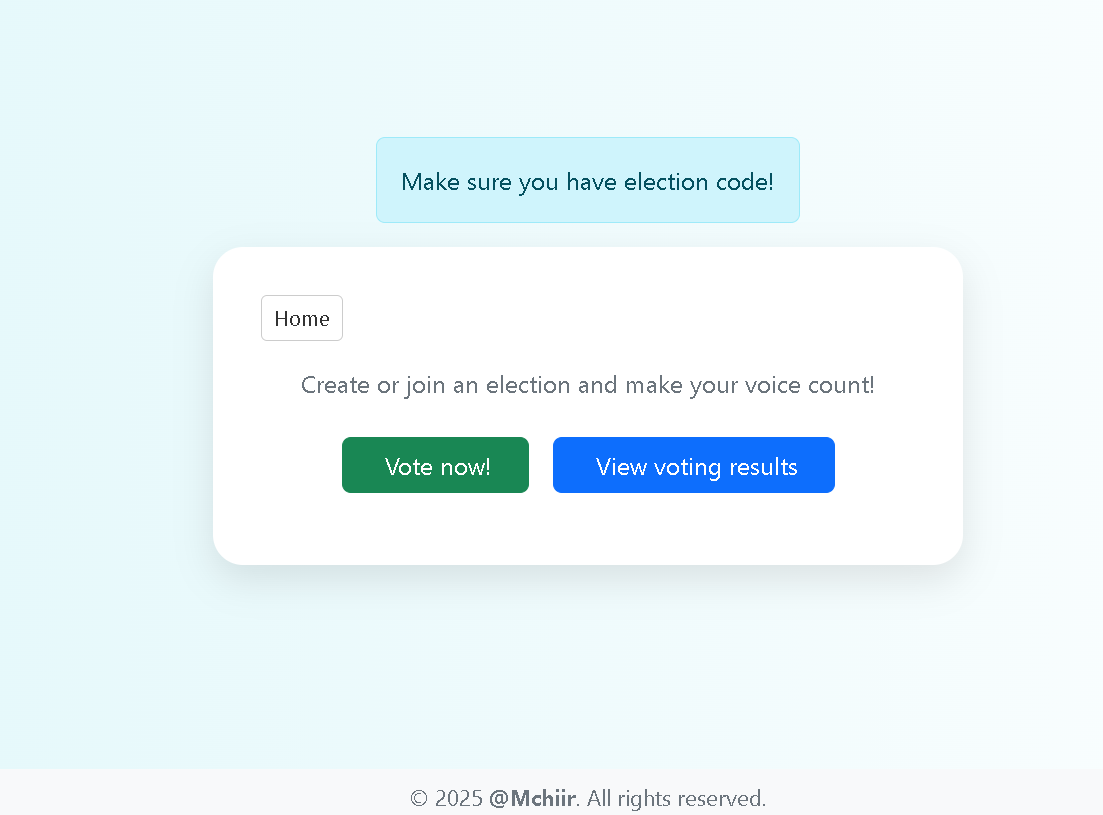 Make sure you have election code!
Home
Create or join an election and make your voice count!
Vote now! View voting results
© 2025 @Mchiir. All rights reserved.